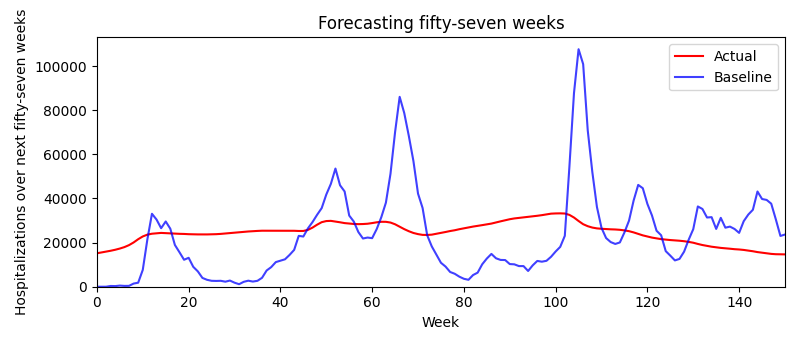 Forecasting fifty-seven weeks
Hospitalizations over next fifty-seven weeks
100000
80000
60000
40000
20000
0
Actual
Baseline
0 20 40 60 80 100 120 140
Week